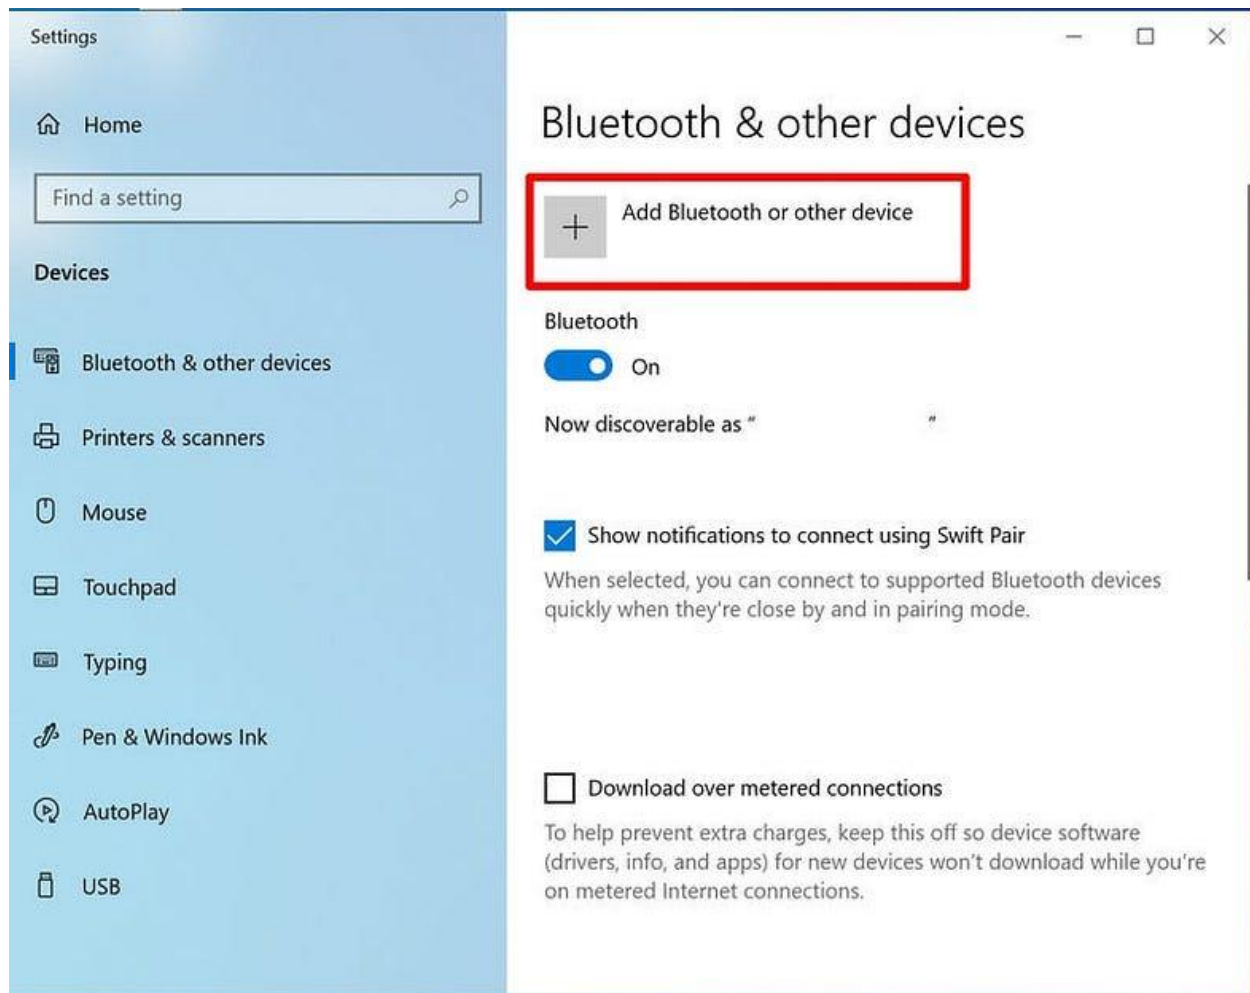 Settings
Home
Find a setting
Devices
Bluetooth & other devices
Printers & scanners
Mouse
Touchpad
Typing
Pen & Windows Ink
AutoPlay
USB
Bluetooth & other devices
Add Bluetooth or other device
Bluetooth
On
Now discoverable as “ ”
Show notifications to connect using Swift Pair
When selected, you can connect to supported Bluetooth devices
quickly when they're close by and in pairing mode.
Download over metered connections
To help prevent extra charges, keep this off so device software
(drivers, info, and apps) for new devices won't download while you're
on metered Internet connections.